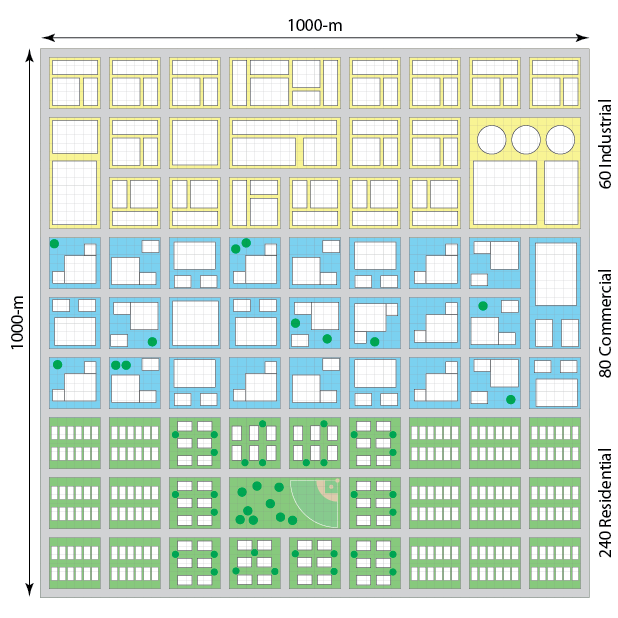 1000-m
1000-m
60 Industrial
80 Commercial
240 Residential